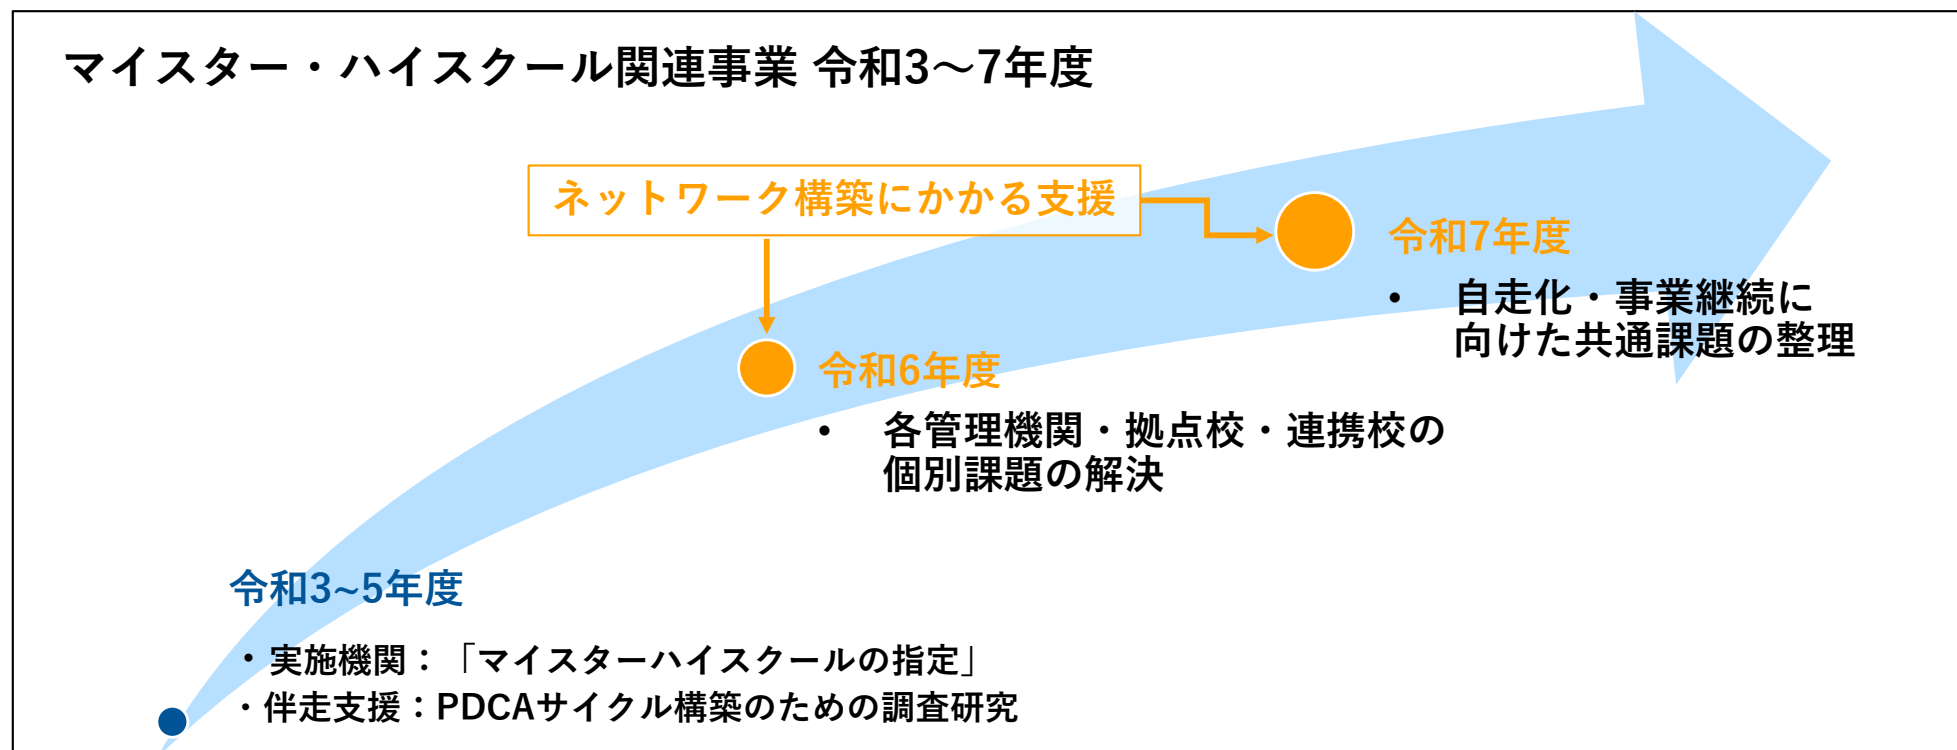 マイスター・ハイスクール関連事業 令和3～7年度
ネットワーク構築にかかる支援
令和7年度
• 自走化・事業継続に
向けた共通課題の整理
令和6年度
• 各管理機関・拠点校・連携校の
個別課題の解決
令和3~5年度
・実施機関：「マイスターハイスクールの指定」
・伴走支援：PDCAサイクル構築のための調査研究